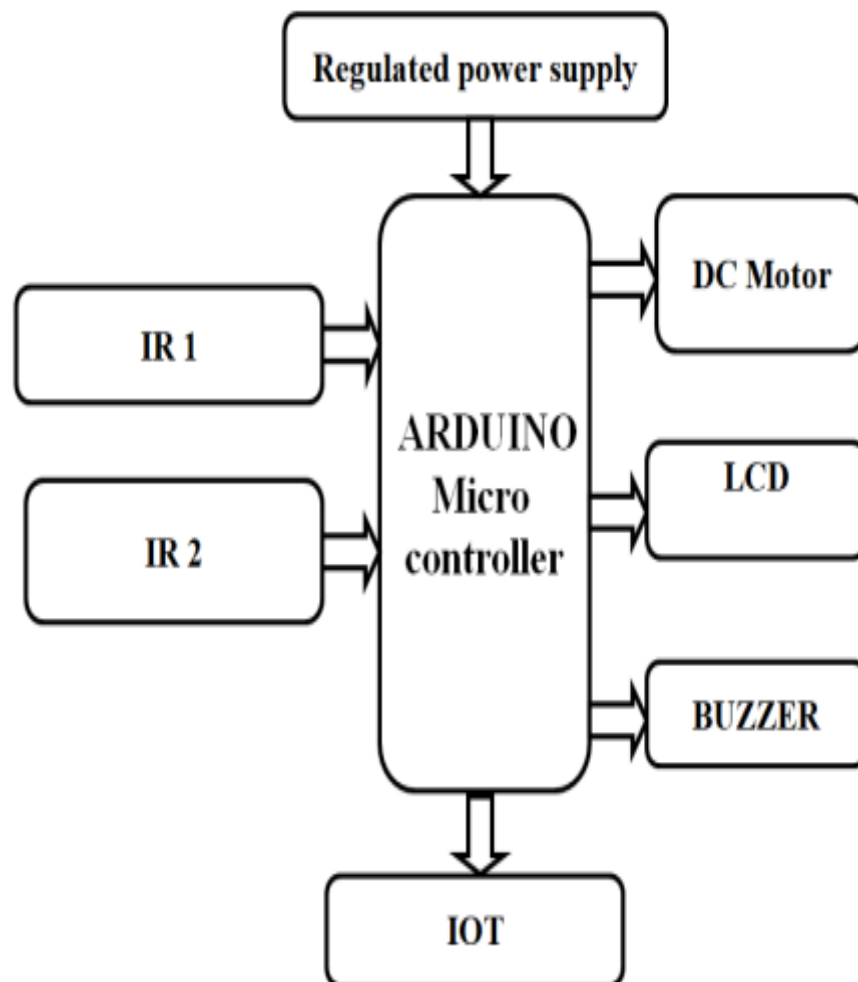 Regulated power supply
DC Motor
IR 1
ARDUINO
Micro
controller
LCD
IR 2
BUZZER
IOT